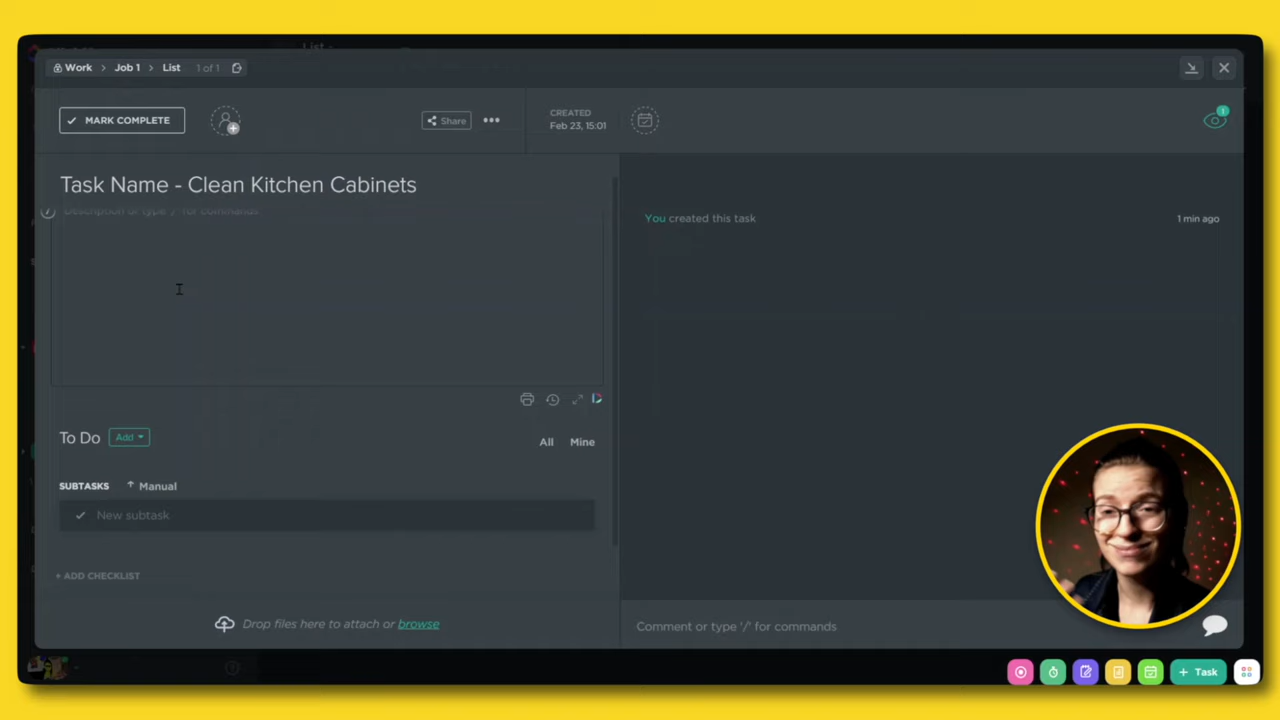 List
Work > Job 1 > List 1 of 1
MARK COMPLETE
Share
CREATED
Feb 23, 15:01
1
Task Name - Clean Kitchen Cabinets
Description or type '/' for commands
You created this task
1 min ago
To Do
Add
All Mine
SUBTASKS
Manual
New subtask
+ ADD CHECKLIST
Drop files here to attach or browse
Comment or type '/' for commands
+ Task